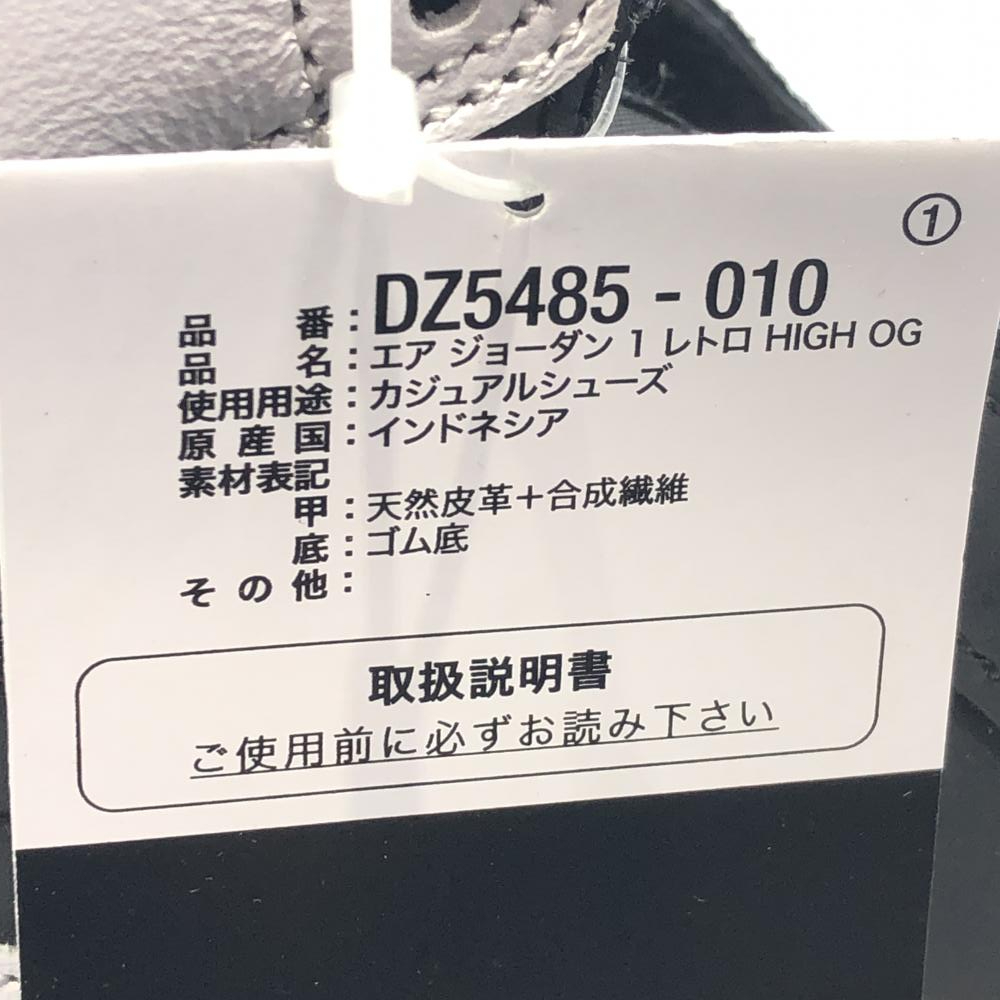 ①
品番：DZ5485 - 010
品名：エア ジョーダン 1 レトロ HIGH OG
使用用途：カジュアルシューズ
原産国：インドネシア
素材表記
甲：天然皮革＋合成繊維
底：ゴム底
その他：
取扱説明書
ご使用前に必ずお読み下さい